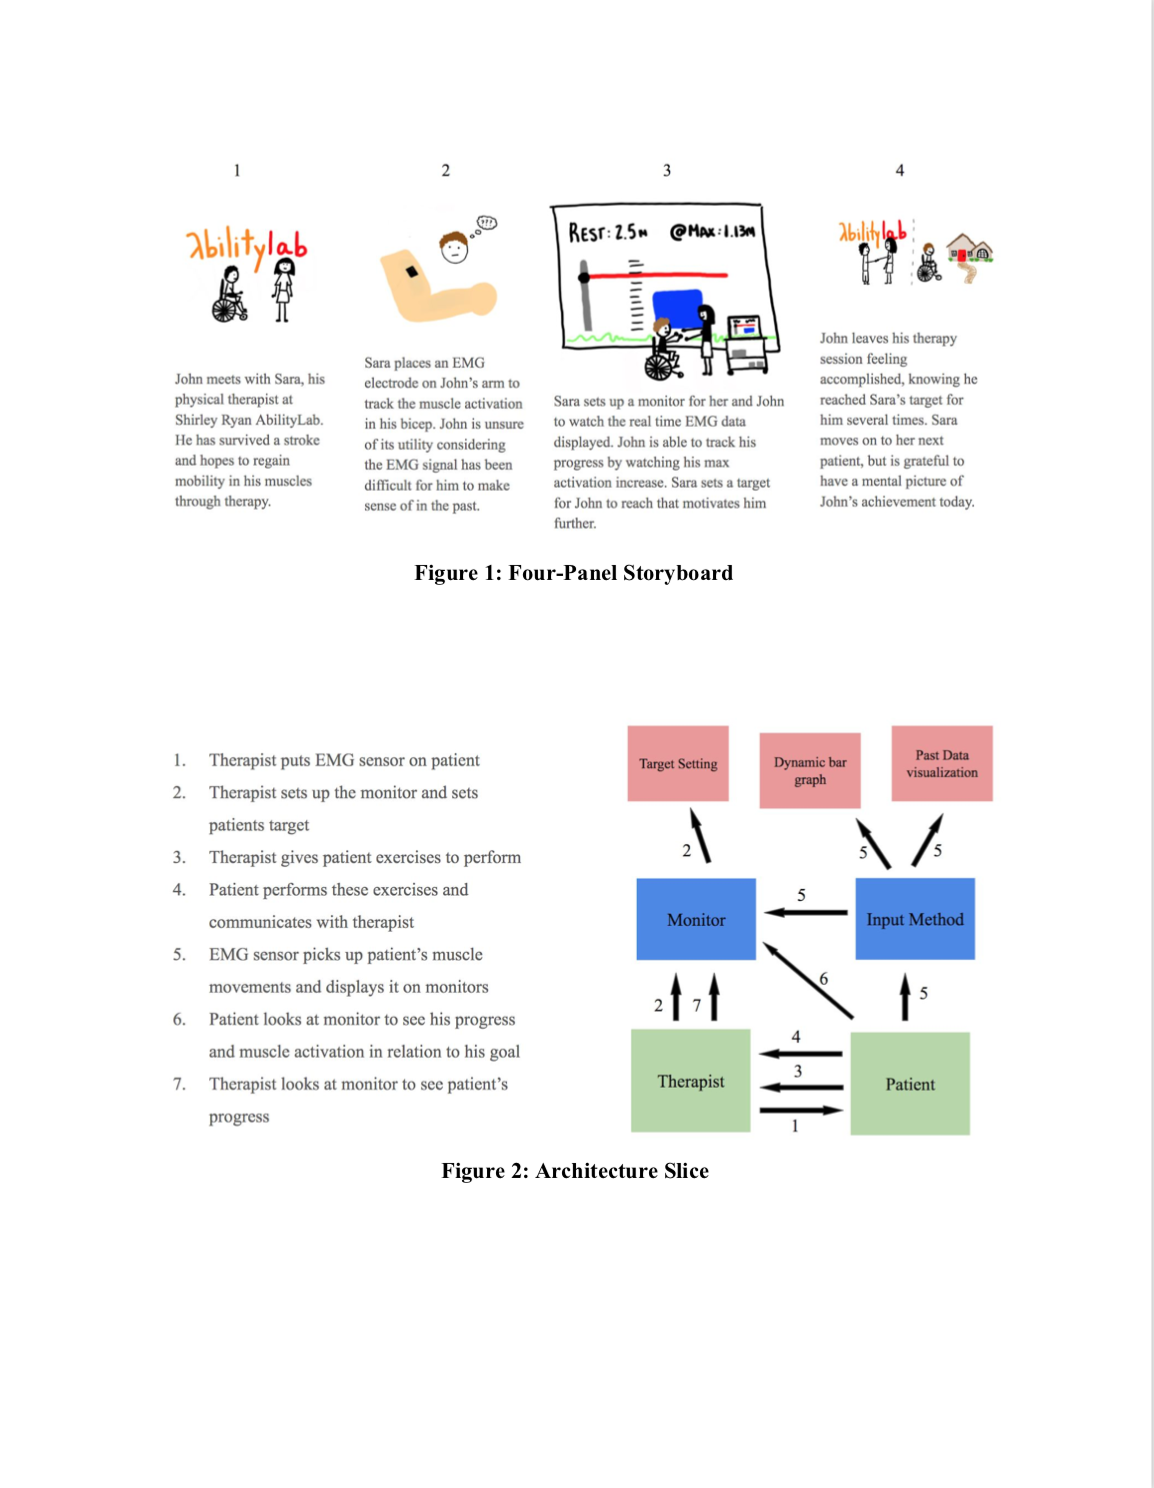 1
2
3
4
λbilitylab
???
REST: 2.5M @MAX: 1.13M
λbilitylab
John meets with Sara, his
physical therapist at
Shirley Ryan AbilityLab.
He has survived a stroke
and hopes to regain
mobility in his muscles
through therapy.
Sara places an EMG
electrode on John's arm to
track the muscle activation
in his bicep. John is unsure
of its utility considering
the EMG signal has been
difficult for him to make
sense of in the past.
Sara sets up a monitor for her and John
to watch the real time EMG data
displayed. John is able to track his
progress by watching his max
activation increase. Sara sets a target
for John to reach that motivates him
further.
John leaves his therapy
session feeling
accomplished, knowing he
reached Sara's target for
him several times. Sara
moves on to her next
patient, but is grateful to
have a mental picture of
John's achievement today.
Figure 1: Four-Panel Storyboard
1. Therapist puts EMG sensor on patient
2. Therapist sets up the monitor and sets
patients target
3. Therapist gives patient exercises to perform
4. Patient performs these exercises and
communicates with therapist
5. EMG sensor picks up patient's muscle
movements and displays it on monitors
6. Patient looks at monitor to see his progress
and muscle activation in relation to his goal
7. Therapist looks at monitor to see patient's
progress
Target Setting
Dynamic bar
graph
Past Data
visualization
2
5
5
Monitor
5
Input Method
2
7
6
5
Therapist
4
3
1
Patient
Figure 2: Architecture Slice